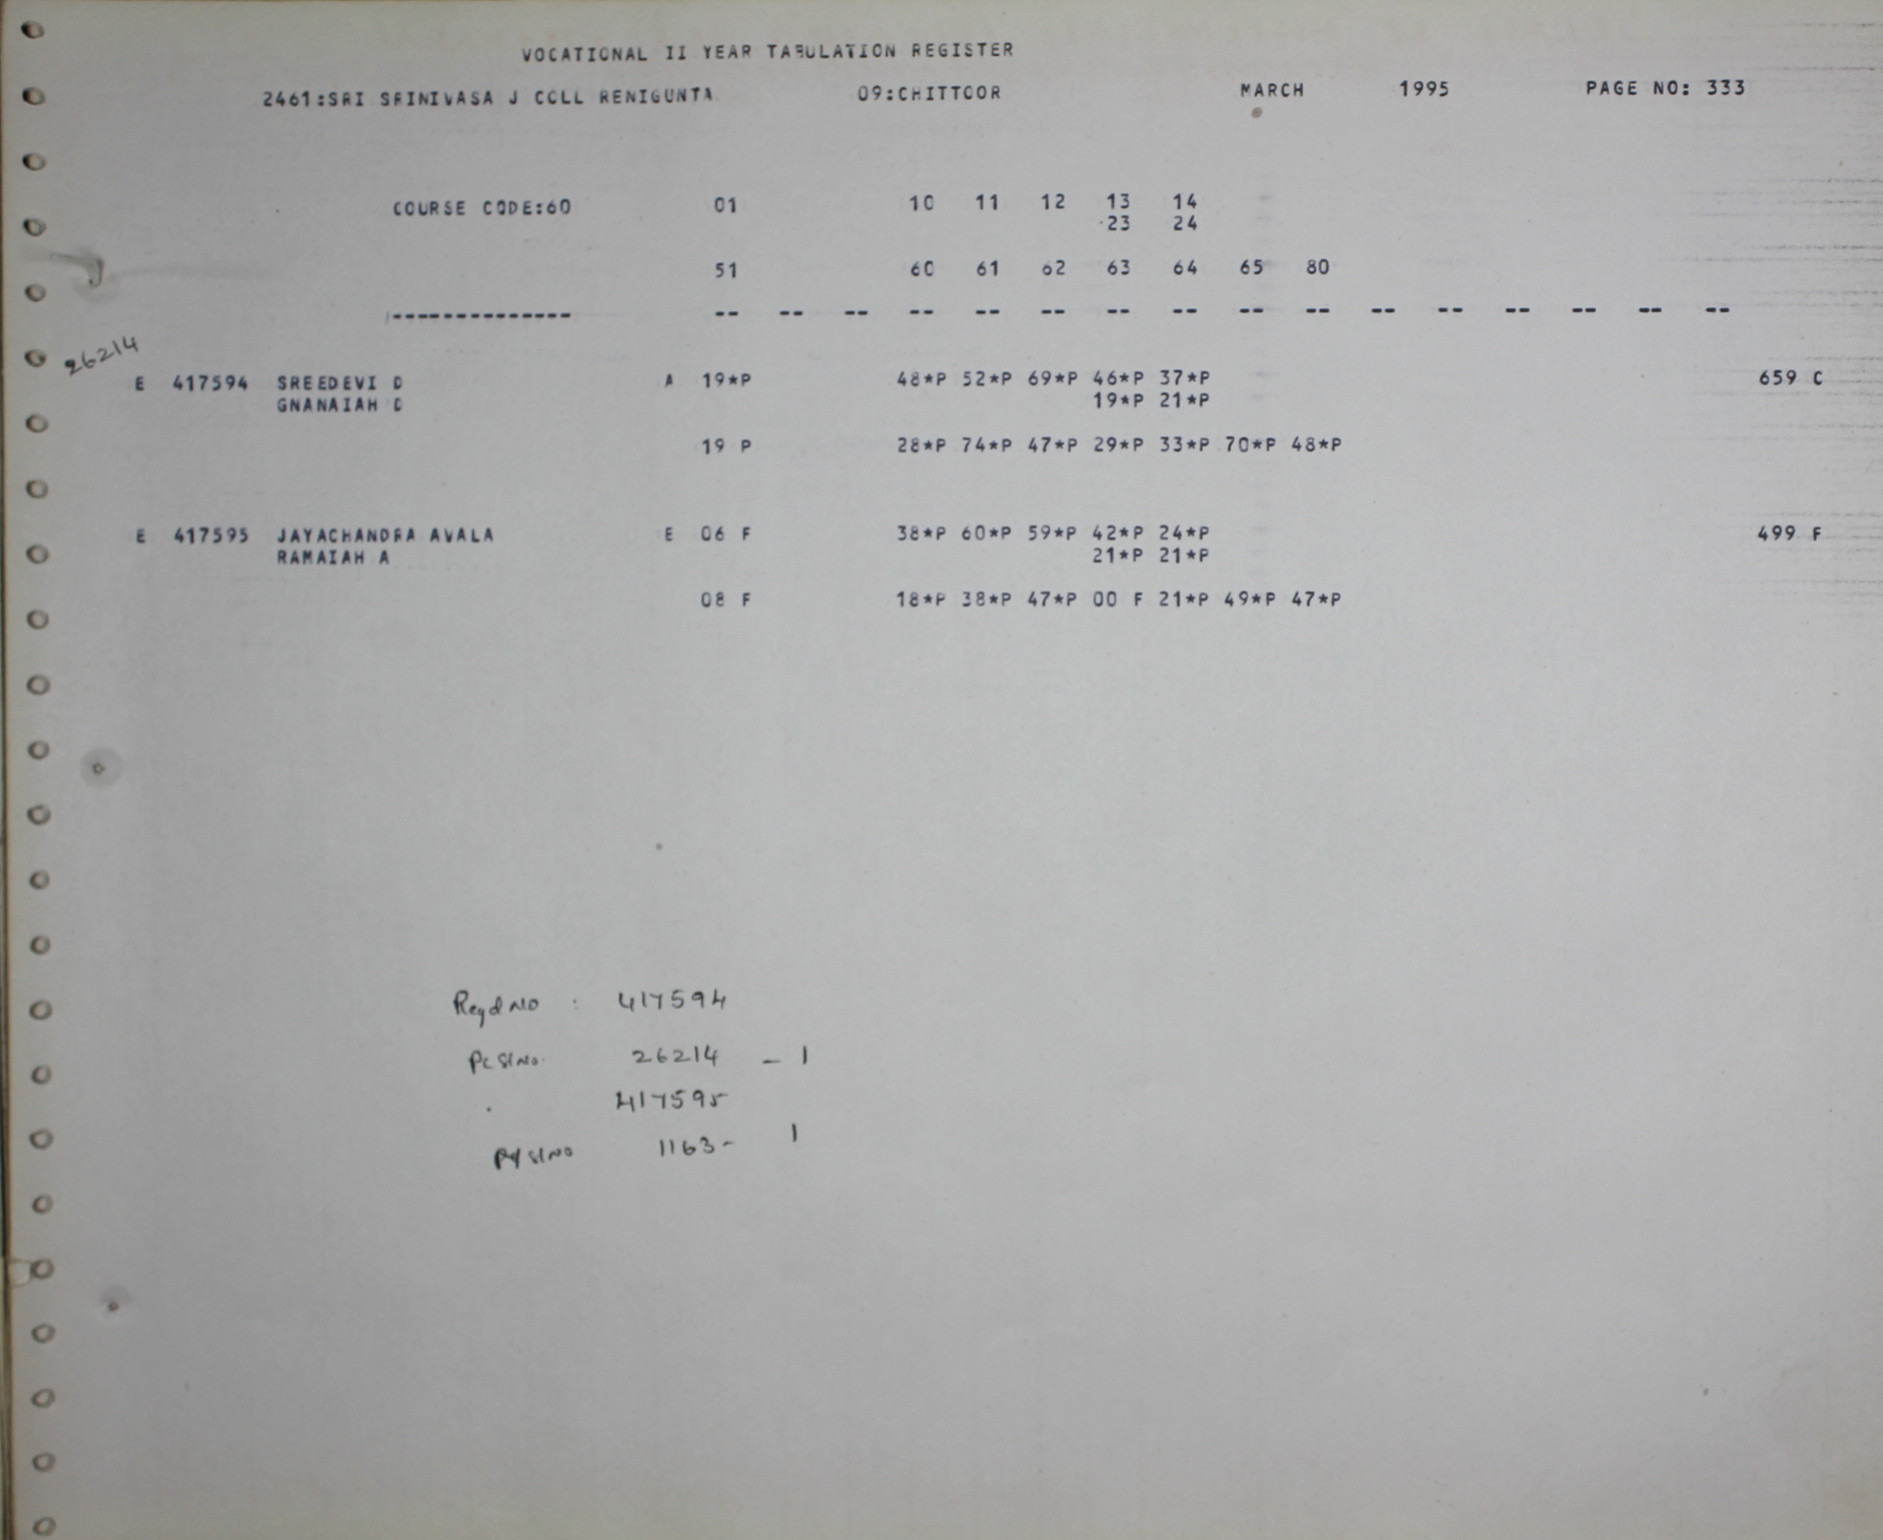 VOCATIONAL II YEAR TABULATION REGISTER
2461:SRI SRINIVASA J COLL RENIGUNTA 09:CHITTOOR MARCH 1995 PAGE NO: 333
COURSE CODE:60 01 10 11 12 13 14
23 24
51 60 61 62 63 64 65 80
-------------- -- -- -- -- -- -- -- -- -- -- -- -- -- -- -- --
26214
E 417594 SREEDEVI D A 19*P 48*P 52*P 69*P 46*P 37*P 659 C
GNANAIAH D 19*P 21*P
19 P 28*P 74*P 47*P 29*P 33*P 70*P 48*P
E 417595 JAYACHANDRA AVALA E 06 F 38*P 60*P 59*P 42*P 24*P 499 F
RAMAIAH A 21*P 21*P
08 F 18*P 38*P 47*P 00 F 21*P 49*P 47*P
Regd No : 417594
Pc Sl No. 26214 - 1
417595
Sl No 1163 - 1